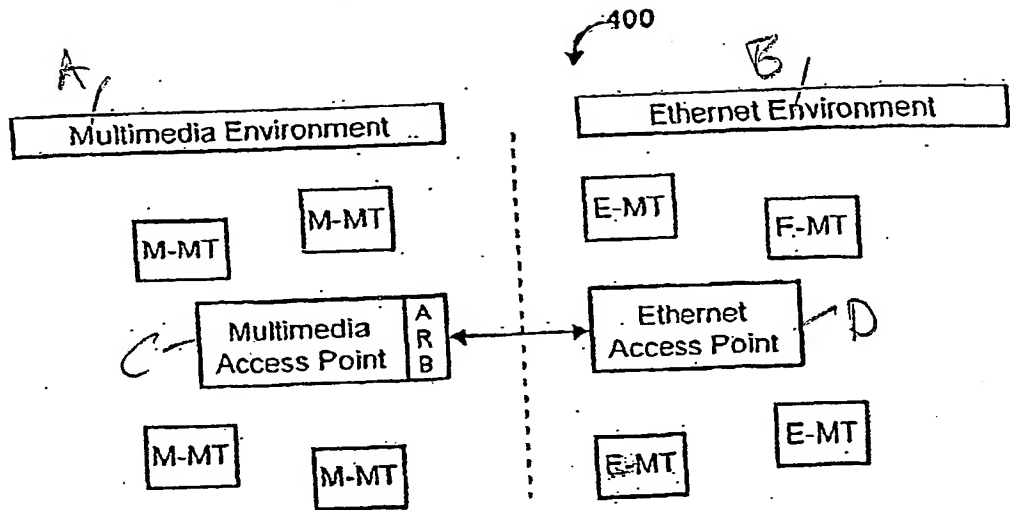 400
A
B
Multimedia Environment
Ethernet Environment
M-MT
M-MT
E-MT
F-MT
Multimedia
Access Point
A
R
B
Ethernet
Access Point
C
D
M-MT
M-MT
E-MT
E-MT